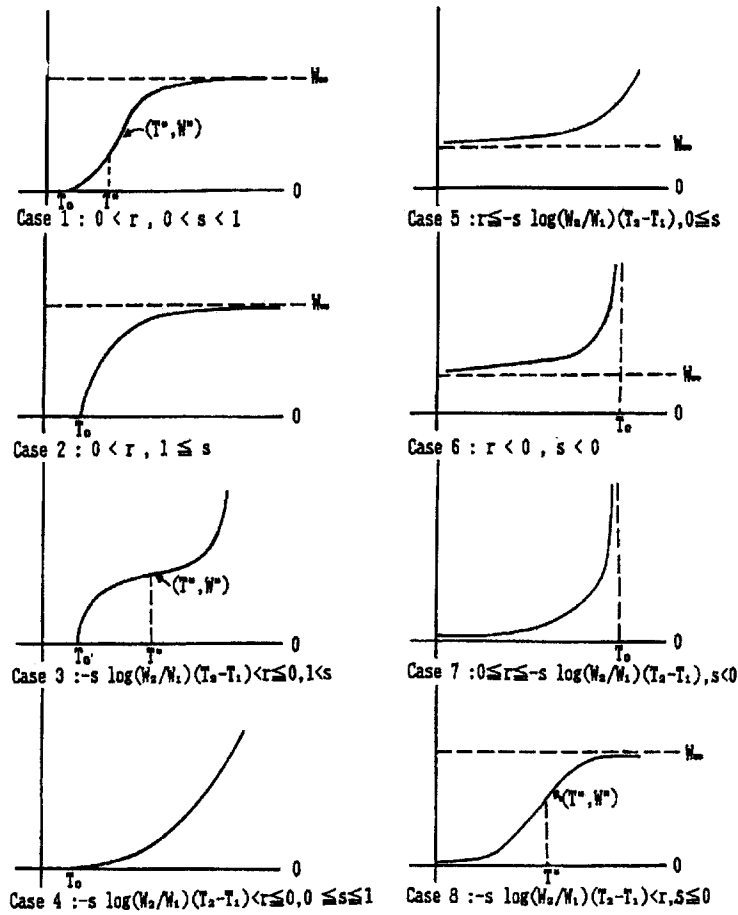 W∞
(T*,W*)
0
T₀ T*
Case 1 : 0 < r , 0 < s < 1
W∞
0
T₀
Case 2 : 0 < r , 1 ≦ s
(T*,W*)
0
T₀' T*
Case 3 :-s log(W₂/W₁)(T₂-T₁)<r≦0,1<s
0
T₀
Case 4 :-s log(W₂/W₁)(T₂-T₁)<r≦0,0 ≦s≦1
W∞
0
Case 5 :r≦-s log(W₂/W₁)(T₂-T₁),0≦s
W∞
0
T₀
Case 6 : r < 0 , s < 0
0
T₀
Case 7 :0≦r≦-s log(W₂/W₁)(T₂-T₁),s<0
W∞
(T*,W*)
0
T*
Case 8 :-s log(W₂/W₁)(T₂-T₁)<r,s≦0